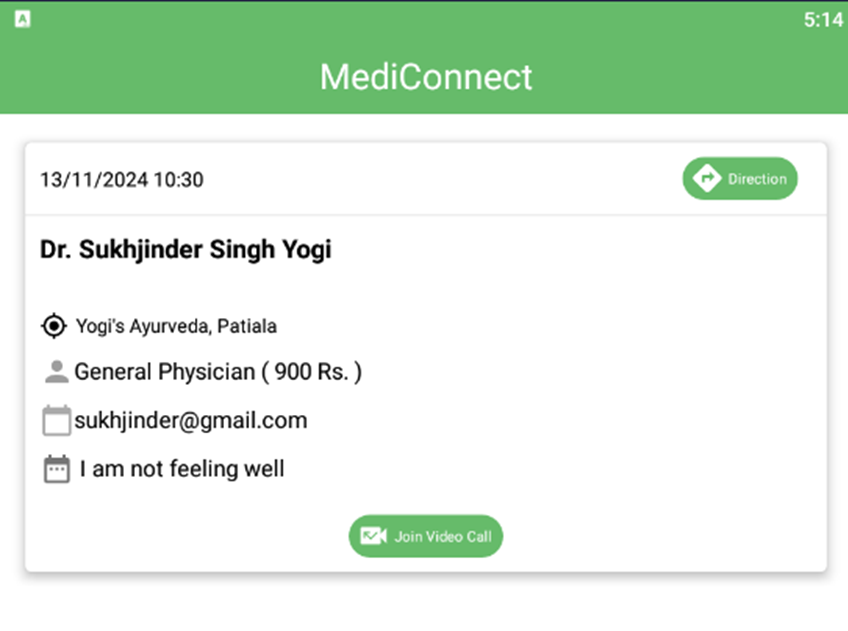 A 5:14
MediConnect
13/11/2024 10:30 Direction
Dr. Sukhjinder Singh Yogi
Yogi's Ayurveda, Patiala
General Physician ( 900 Rs. )
sukhjinder@gmail.com
I am not feeling well
Join Video Call